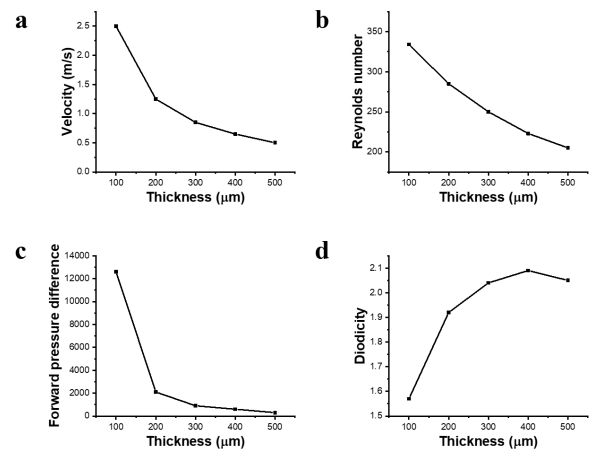 a
Velocity (m/s)
2.5
2.0
1.5
1.0
0.5
0.0
100 200 300 400 500
Thickness (μm)
b
Reynolds number
350
300
250
200
100 200 300 400 500
Thickness (μm)
c
Forward pressure difference
14000
12000
10000
8000
6000
4000
2000
0
100 200 300 400 500
Thickness (μm)
d
Diodicity
2.1
2.0
1.9
1.8
1.7
1.6
1.5
100 200 300 400 500
Thickness (μm)